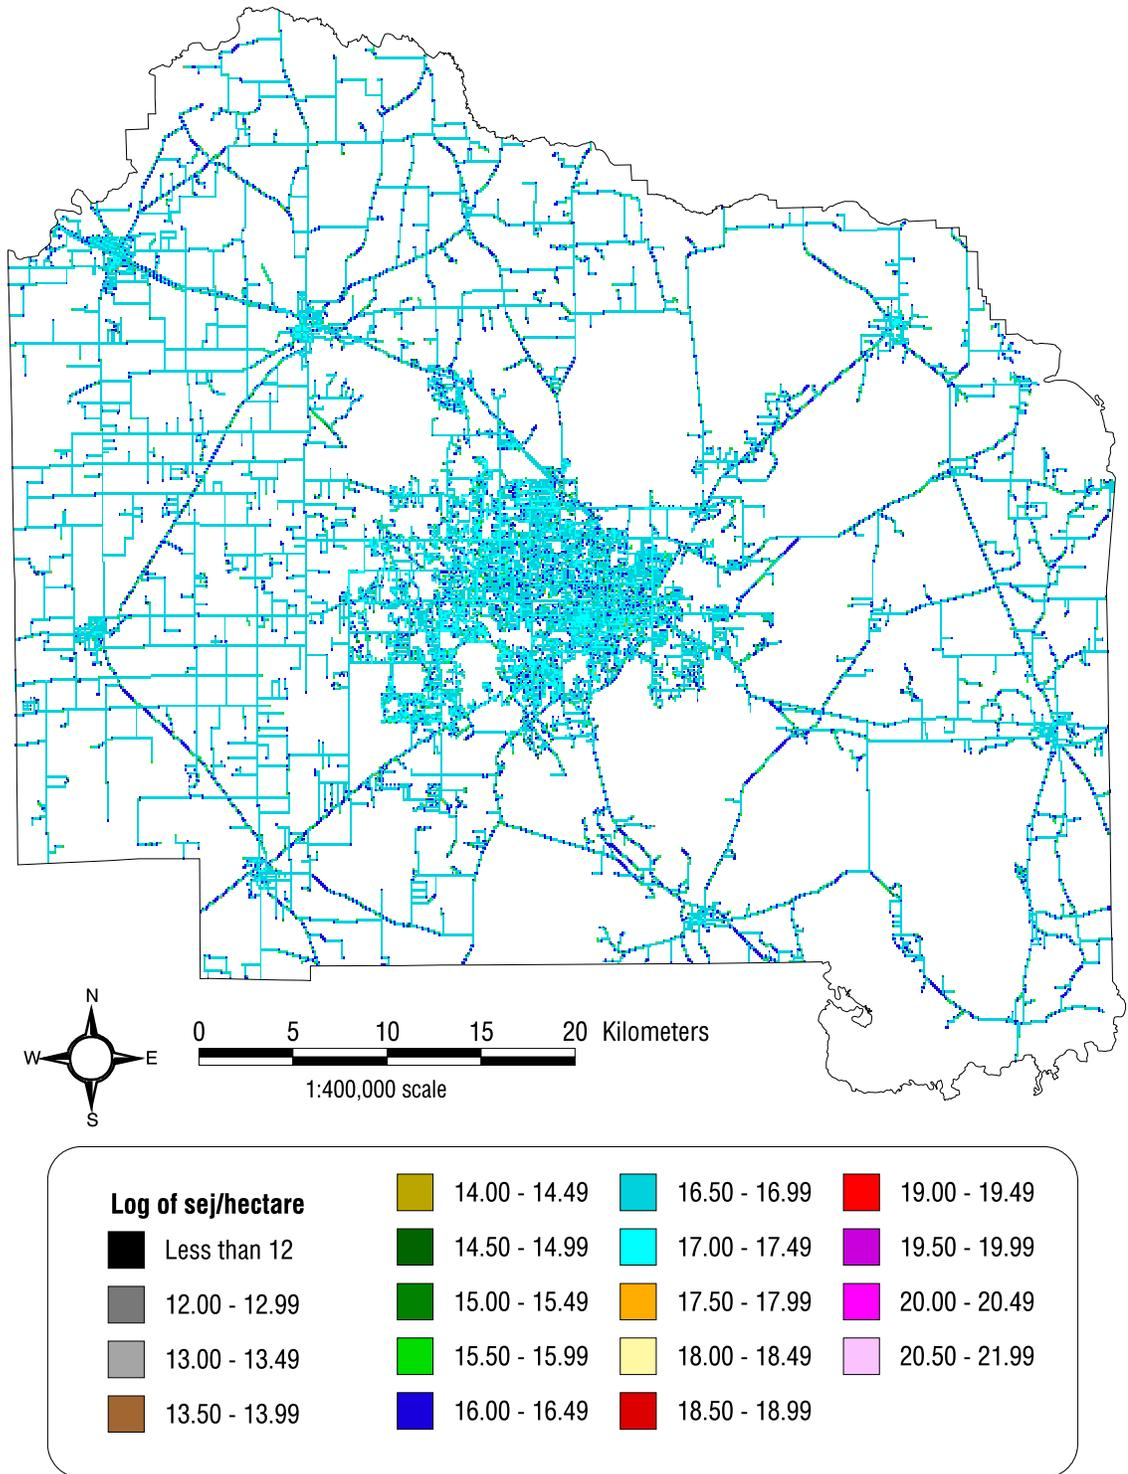 N
W E
S
0 5 10 15 20 Kilometers
1:400,000 scale
Log of sej/hectare
Less than 12
12.00 - 12.99
13.00 - 13.49
13.50 - 13.99
14.00 - 14.49
14.50 - 14.99
15.00 - 15.49
15.50 - 15.99
16.00 - 16.49
16.50 - 16.99
17.00 - 17.49
17.50 - 17.99
18.00 - 18.49
18.50 - 18.99
19.00 - 19.49
19.50 - 19.99
20.00 - 20.49
20.50 - 21.99